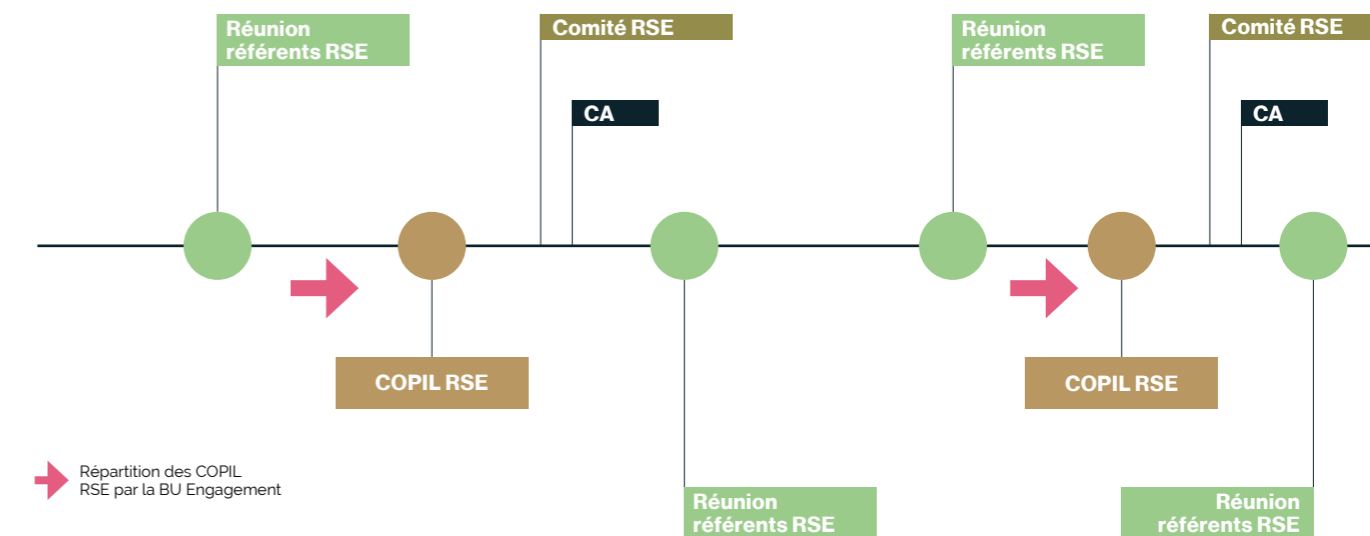 Réunion
référents RSE
Comité RSE
CA
Réunion
référents RSE
Comité RSE
CA
COPIL RSE
COPIL RSE
Répartition des COPIL
RSE par la BU Engagement
Réunion
référents RSE
Réunion
référents RSE